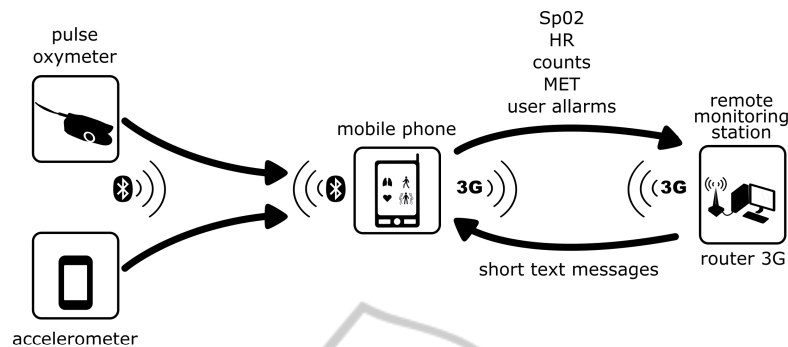 pulse
oxymeter
accelerometer
mobile phone
3G
Sp02
HR
counts
MET
user allarms
short text messages
3G
remote
monitoring
station
router 3G